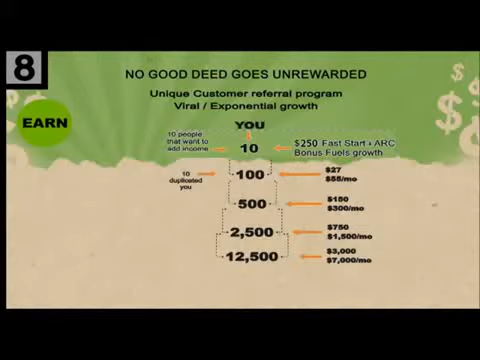 8
NO GOOD DEED GOES UNREWARDED
Unique Customer referral program
Viral / Exponential growth
EARN
YOU
10 people
that want to
add income
10
$250 Fast Start + ARC
Bonus Fuels growth
10
duplicated
you
100
$27
$55/mo
500
$150
$300/mo
2,500
$750
$1,500/mo
12,500
$3,000
$7,000/mo